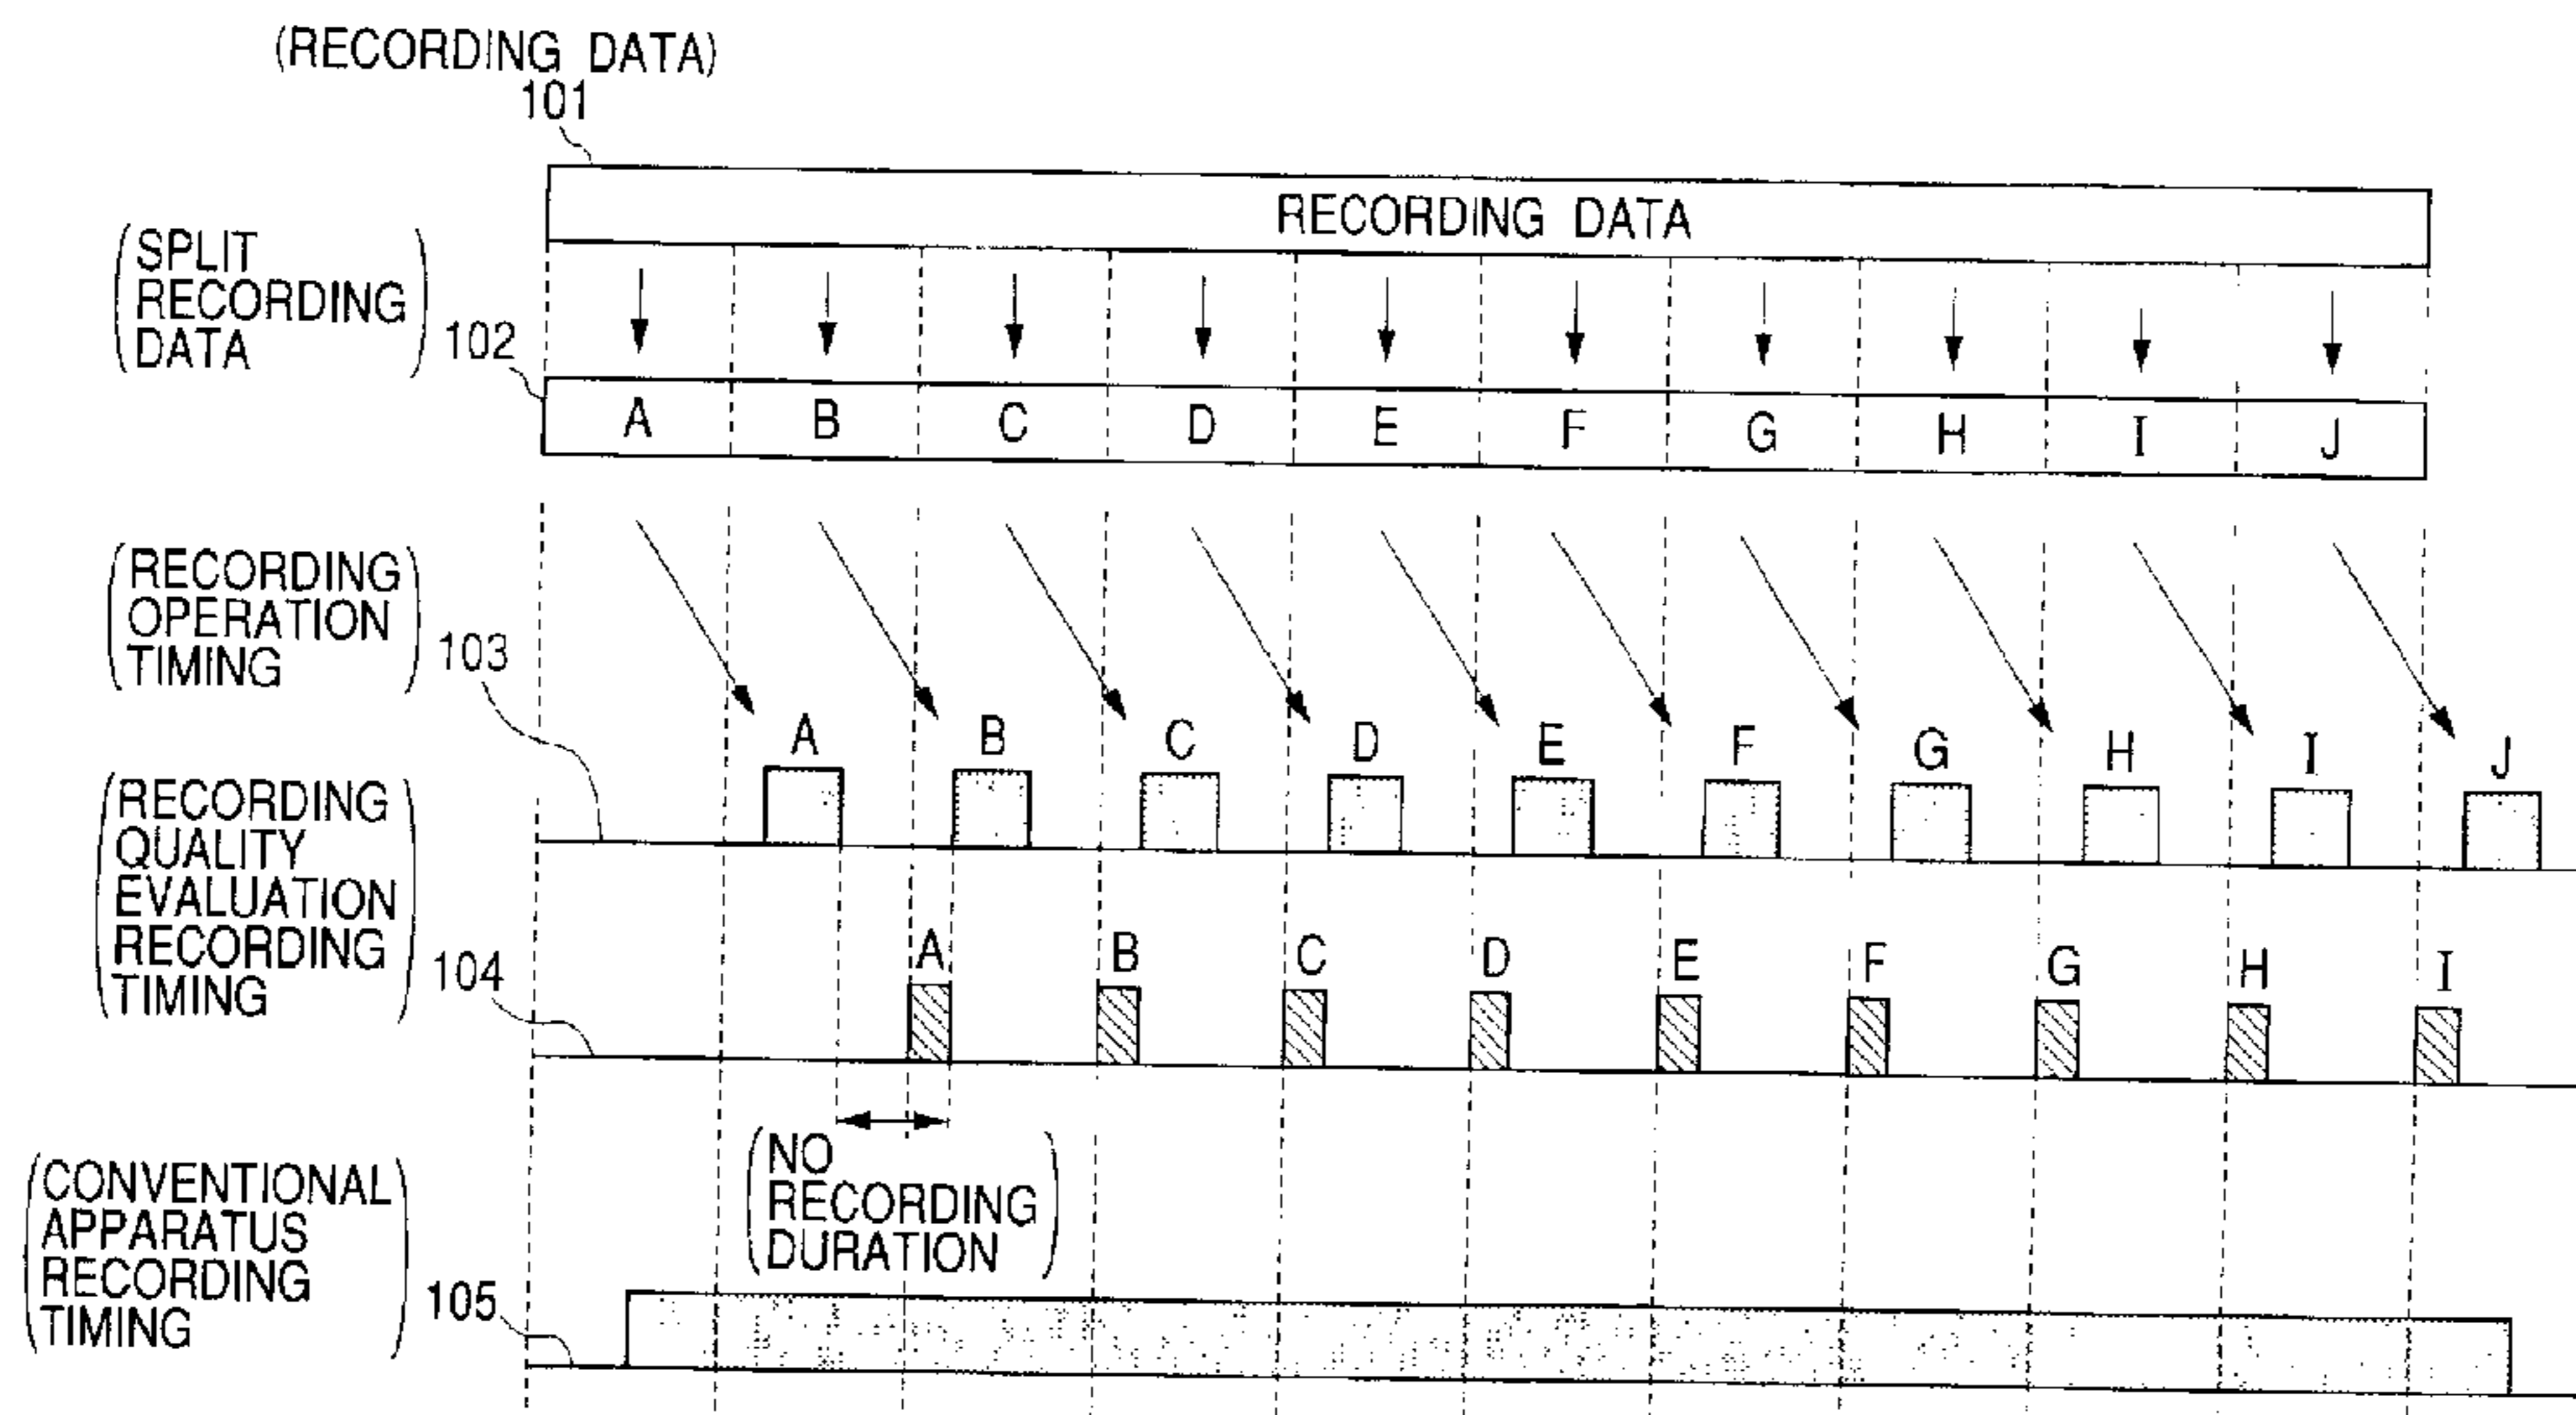 (RECORDING DATA)
101
RECORDING DATA
(SPLIT
RECORDING
DATA)
102
A B C D E F G H I J
(RECORDING
OPERATION
TIMING)
103
A B C D E F G H I J
(RECORDING
QUALITY
EVALUATION
RECORDING
TIMING)
104
A B C D E F G H I
(NO
RECORDING
DURATION)
(CONVENTIONAL
APPARATUS
RECORDING
TIMING)
105